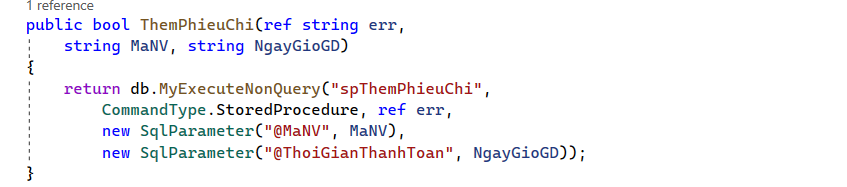 1 reference
public bool ThemPhieuChi(ref string err,
string MaNV, string NgayGioGD)
{
return db.MyExecuteNonQuery("spThemPhieuChi",
CommandType.StoredProcedure, ref err,
new SqlParameter("@MaNV", MaNV),
new SqlParameter("@ThoiGianThanhToan", NgayGioGD));
}